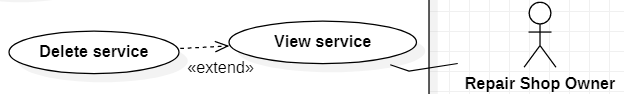 Delete service
View service
«extend»
Repair Shop Owner